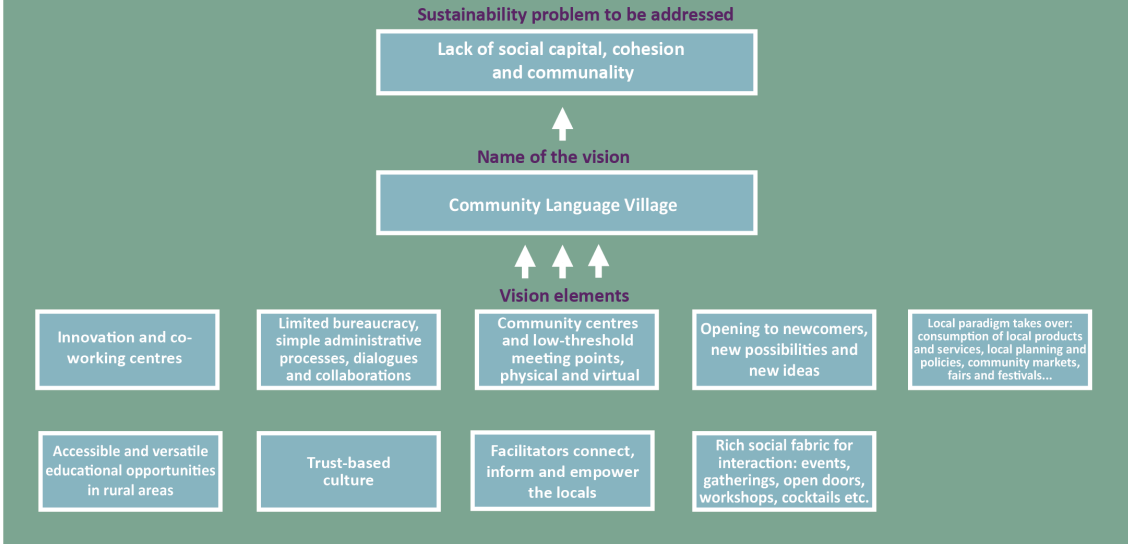 Sustainability problem to be addressed
Lack of social capital, cohesion
and communality
Name of the vision
Community Language Village
Vision elements
Innovation and co-
working centres
Limited bureaucracy,
simple administrative
processes, dialogues
and collaborations
Community centres
and low-threshold
meeting points,
physical and virtual
Opening to newcomers,
new possibilities and
new ideas
Local paradigm takes over:
consumption of local products
and services, local planning and
policies, community markets,
fairs and festivals...
Accessible and versatile
educational opportunities
in rural areas
Trust-based
culture
Facilitators connect,
inform and empower
the locals
Rich social fabric for
interaction: events,
gatherings, open doors,
workshops, cocktails etc.